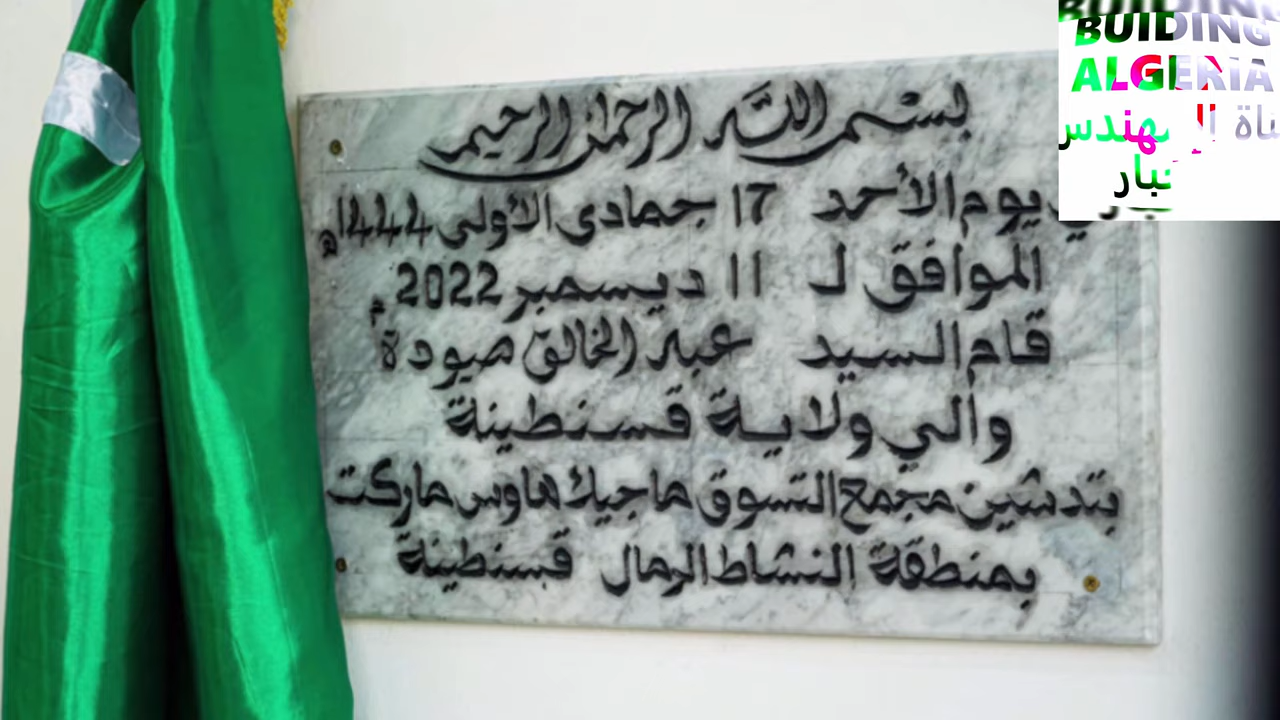 بسم الله الرحمن الرحيم
يوم الأحد 17 جمادى الأولى 1444هـ
الموافق لـ 11 ديسمبر 2022 م
قام السيد عبد الخالق صيودة
والي ولاية قسنطينة
بتدشين مجمع التسوق ماجيك هاوس ماركت
بمنطقة النشاط الرمال قسنطينة
BUIDING
ALGERIA